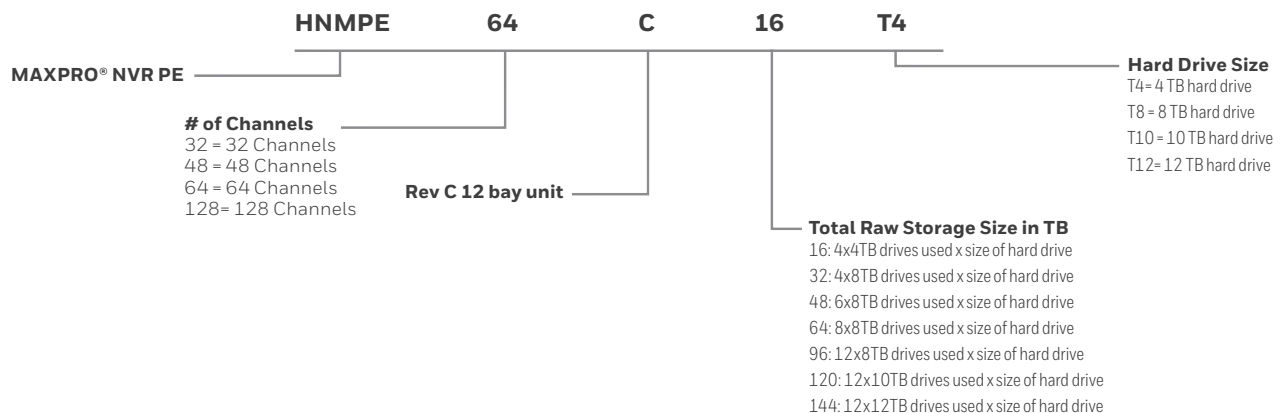 HNMPE 64 C 16 T4
MAXPRO® NVR PE
# of Channels
32 = 32 Channels
48 = 48 Channels
64 = 64 Channels
128= 128 Channels
Rev C 12 bay unit
Total Raw Storage Size in TB
16: 4x4TB drives used x size of hard drive
32: 4x8TB drives used x size of hard drive
48: 6x8TB drives used x size of hard drive
64: 8x8TB drives used x size of hard drive
96: 12x8TB drives used x size of hard drive
120: 12x10TB drives used x size of hard drive
144: 12x12TB drives used x size of hard drive
Hard Drive Size
T4= 4 TB hard drive
T8 = 8 TB hard drive
T10 = 10 TB hard drive
T12= 12 TB hard drive